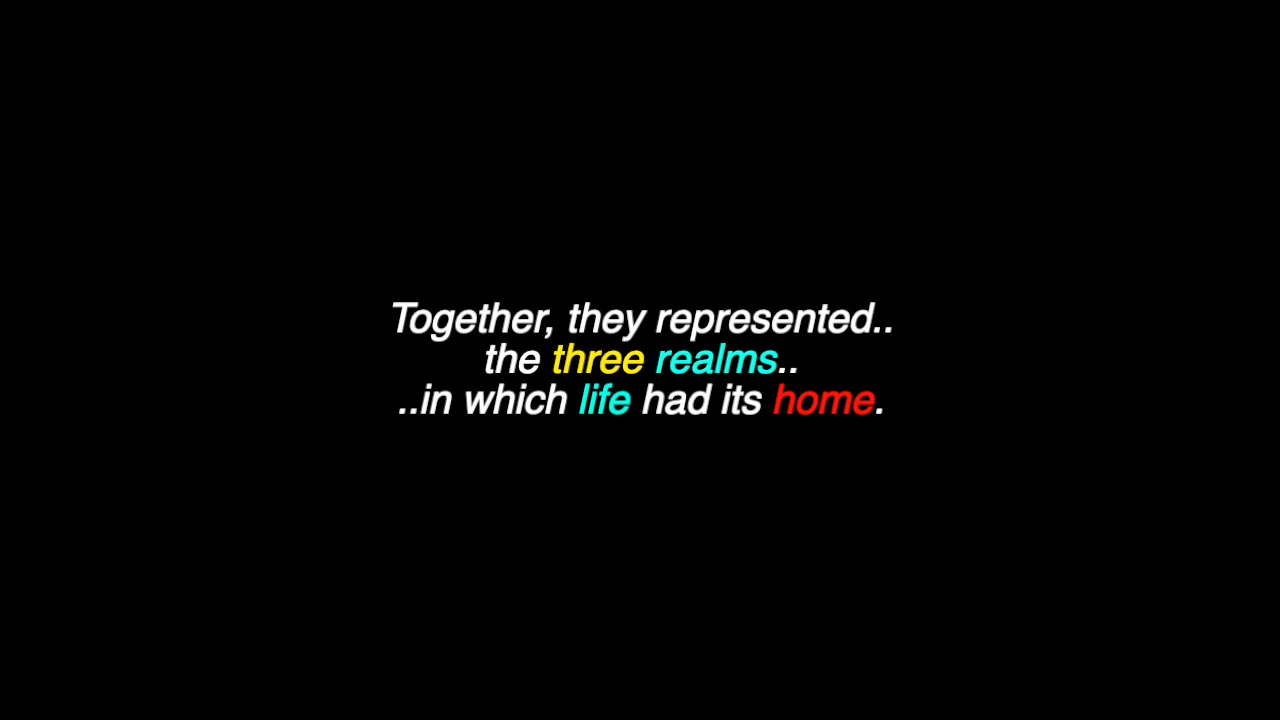 Together, they represented..
the three realms..
..in which life had its home.